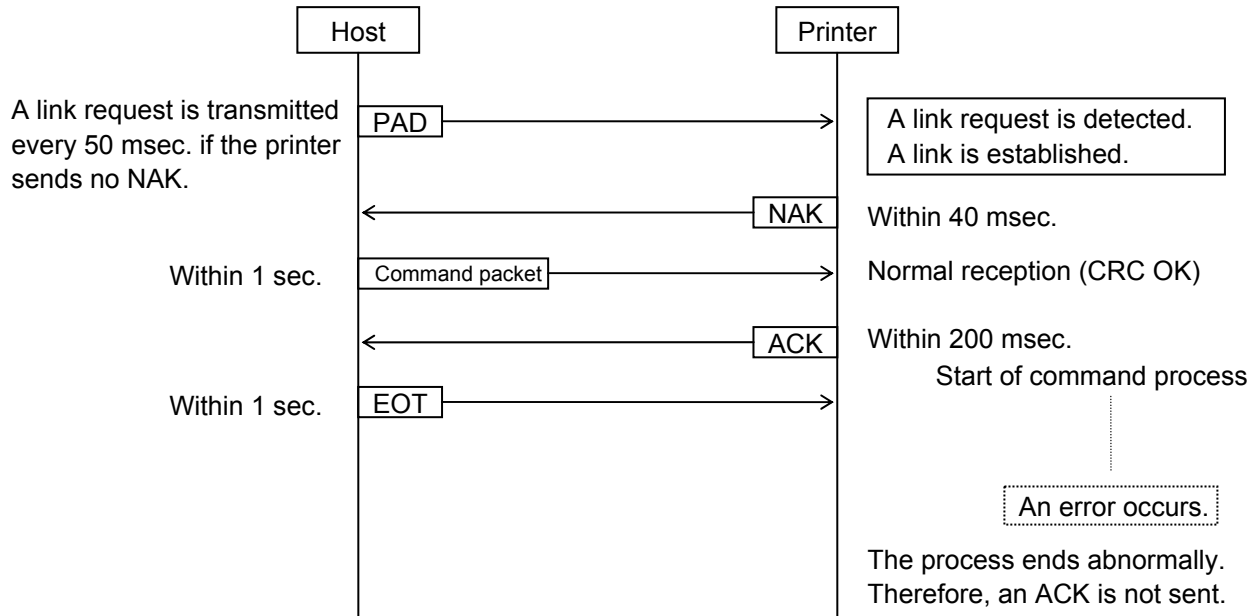 Host
Printer
A link request is transmitted
every 50 msec. if the printer
sends no NAK.
PAD
A link request is detected.
A link is established.
NAK
Within 40 msec.
Within 1 sec.
Command packet
Normal reception (CRC OK)
ACK
Within 200 msec.
Start of command process
Within 1 sec.
EOT
An error occurs.
The process ends abnormally.
Therefore, an ACK is not sent.